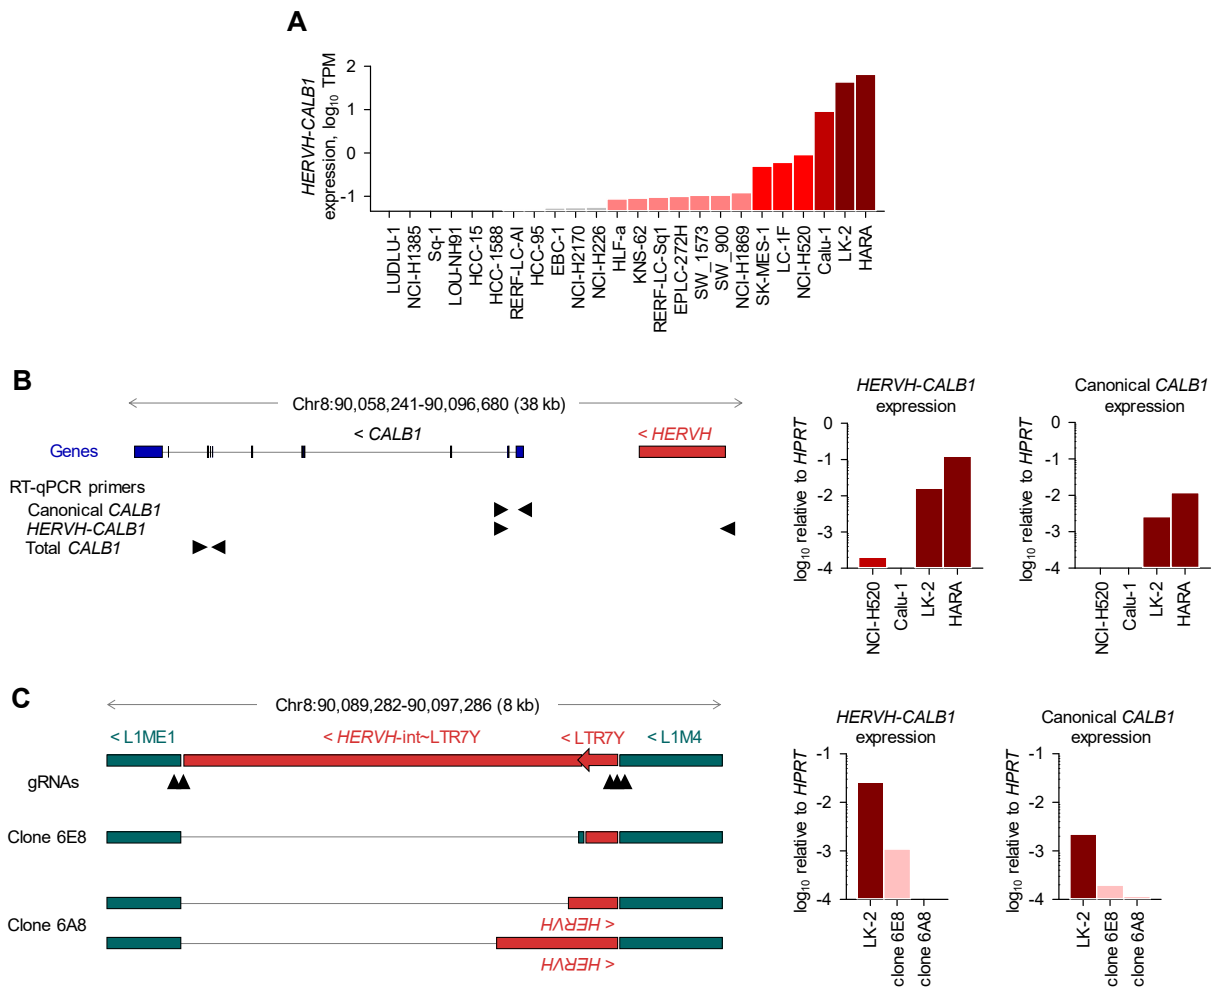 A
HERVH-CALB1
expression, log10 TPM
2
1
0
-1
LUDLU-1
NCI-H1385
Sq-1
LOU-NH91
HCC-15
HCC-1588
RERF-LC-AI
HCC-95
EBC-1
NCI-H2170
NCI-H226
HLF-a
KNS-62
RERF-LC-Sq1
EPLC-272H
SW_1573
SW_900
NCI-H1869
SK-MES-1
LC-1F
NCI-H520
Calu-1
LK-2
HARA
B
Chr8:90,058,241-90,096,680 (38 kb)
< CALB1
< HERVH
Genes
RT-qPCR primers
Canonical CALB1
HERVH-CALB1
Total CALB1
HERVH-CALB1
expression
log10 relative to HPRT
0
-1
-2
-3
-4
NCI-H520
Calu-1
LK-2
HARA
Canonical CALB1
expression
log10 relative to HPRT
0
-1
-2
-3
-4
NCI-H520
Calu-1
LK-2
HARA
C
Chr8:90,089,282-90,097,286 (8 kb)
< L1ME1
< HERVH-int~LTR7Y
< LTR7Y
< L1M4
gRNAs
Clone 6E8
Clone 6A8
HERVH >
HERVH >
HERVH-CALB1
expression
log10 relative to HPRT
-1
-2
-3
-4
LK-2
clone 6E8
clone 6A8
Canonical CALB1
expression
log10 relative to HPRT
-1
-2
-3
-4
LK-2
clone 6E8
clone 6A8